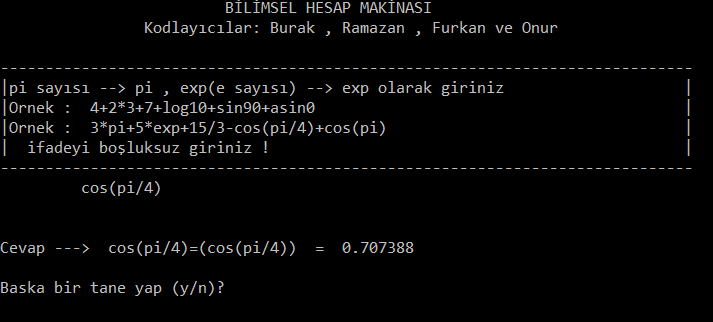 BİLİMSEL HESAP MAKİNASI
Kodlayıcılar: Burak , Ramazan , Furkan ve Onur
--------------------------------------------------------------------------------
|pi sayısı --> pi , exp(e sayısı) --> exp olarak giriniz |
|Ornek : 4+2*3+7+log10+sin90+asin0 |
|Ornek : 3*pi+5*exp+15/3-cos(pi/4)+cos(pi) |
| ifadeyi boşluksuz giriniz ! |
--------------------------------------------------------------------------------
cos(pi/4)
Cevap ---> cos(pi/4)=(cos(pi/4)) = 0.707388
Baska bir tane yap (y/n)?